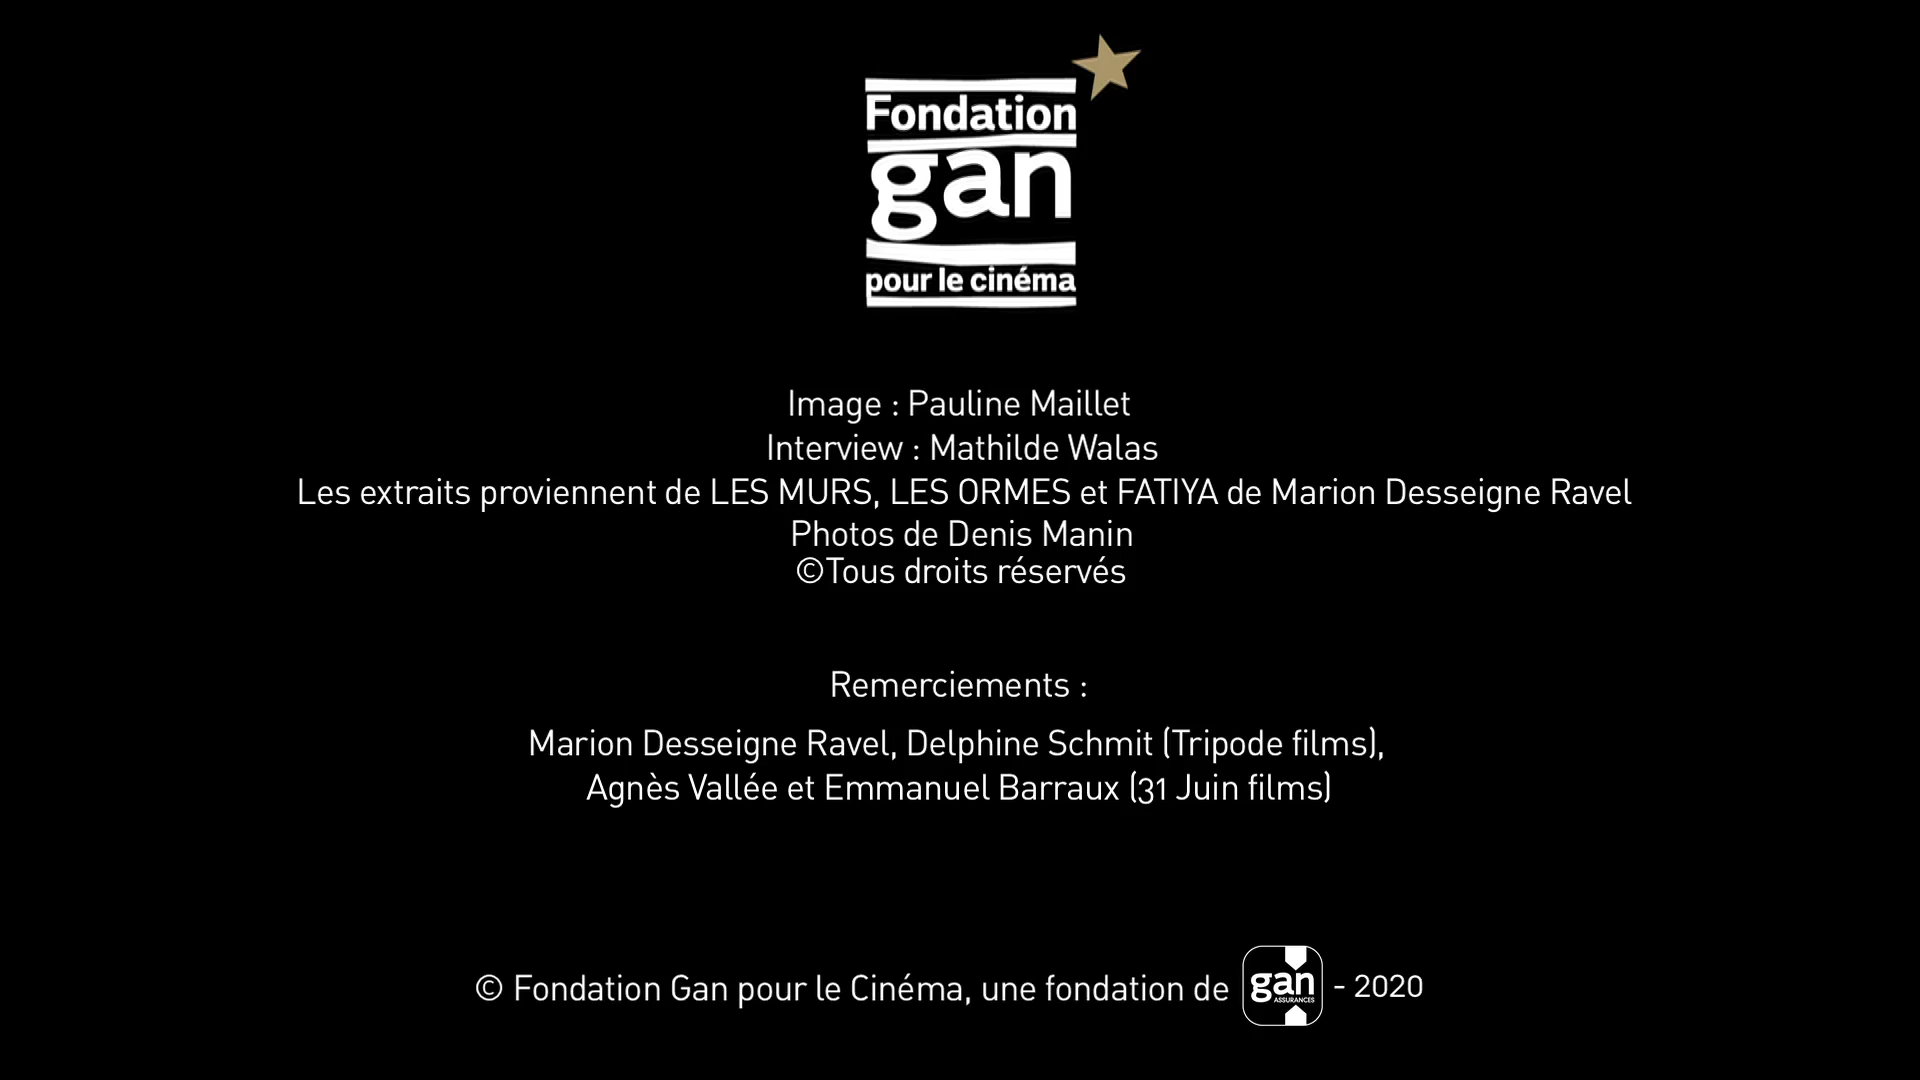 Fondation
gan
pour le cinéma
Image : Pauline Maillet
Interview : Mathilde Walas
Les extraits proviennent de LES MURS, LES ORMES et FATIYA de Marion Desseigne Ravel
Photos de Denis Manin
©Tous droits réservés
Remerciements :
Marion Desseigne Ravel, Delphine Schmit (Tripode films),
Agnès Vallée et Emmanuel Barraux (31 Juin films)
© Fondation Gan pour le Cinéma, une fondation de gan ASSURANCES - 2020